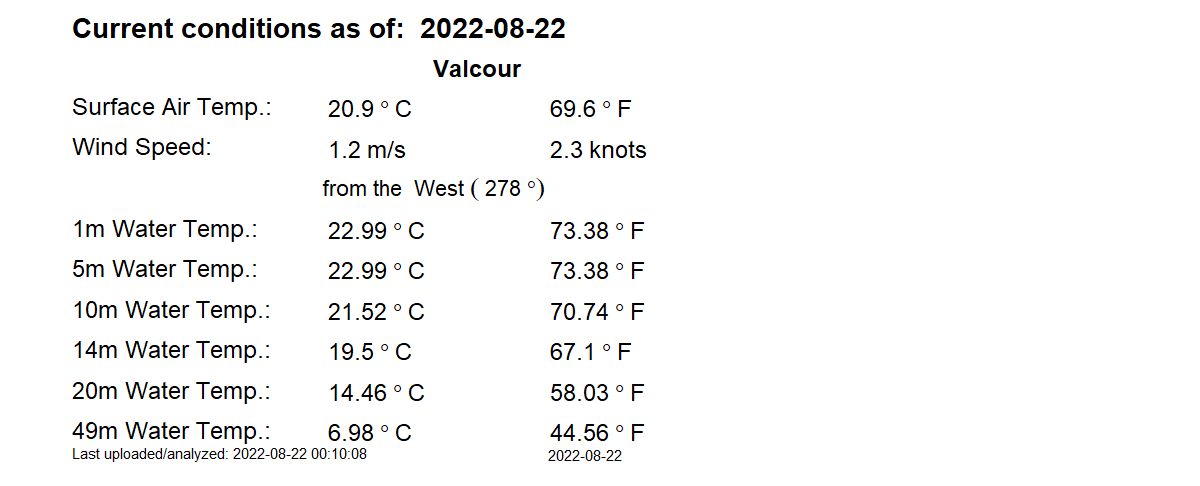 Current conditions as of: 2022-08-22
Valcour
Surface Air Temp.: 20.9 ° C 69.6 ° F
Wind Speed: 1.2 m/s 2.3 knots
from the West ( 278 °)
1m Water Temp.: 22.99 ° C 73.38 ° F
5m Water Temp.: 22.99 ° C 73.38 ° F
10m Water Temp.: 21.52 ° C 70.74 ° F
14m Water Temp.: 19.5 ° C 67.1 ° F
20m Water Temp.: 14.46 ° C 58.03 ° F
49m Water Temp.: 6.98 ° C 44.56 ° F
Last uploaded/analyzed: 2022-08-22 00:10:08 2022-08-22